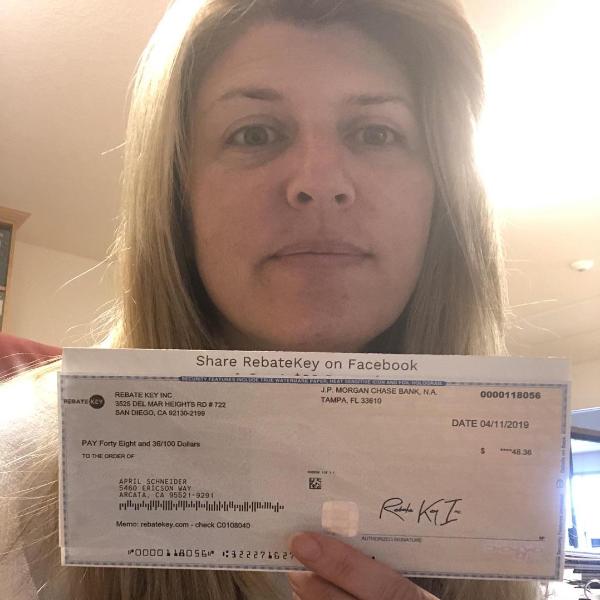 Share RebateKey on Facebook
SECURITY FEATURES INCLUDE TRUE WATERMARK PAPER, HEAT SENSITIVE ICON AND FOIL HOLOGRAM
REBATE KEY
REBATE KEY INC
3525 DEL MAR HEIGHTS RD # 722
SAN DIEGO, CA 92130-2199
J.P. MORGAN CHASE BANK, N.A.
TAMPA, FL 33610
0000118056
DATE 04/11/2019
PAY Forty Eight and 36/100 Dollars
$ ****48.36
TO THE ORDER OF
APRIL SCHNEIDER
5460 ERICSON WAY
ARCATA, CA 95521-9291
Memo: rebatekey.com - check C0108040
Rebate Key Inc
AUTHORIZED SIGNATURE